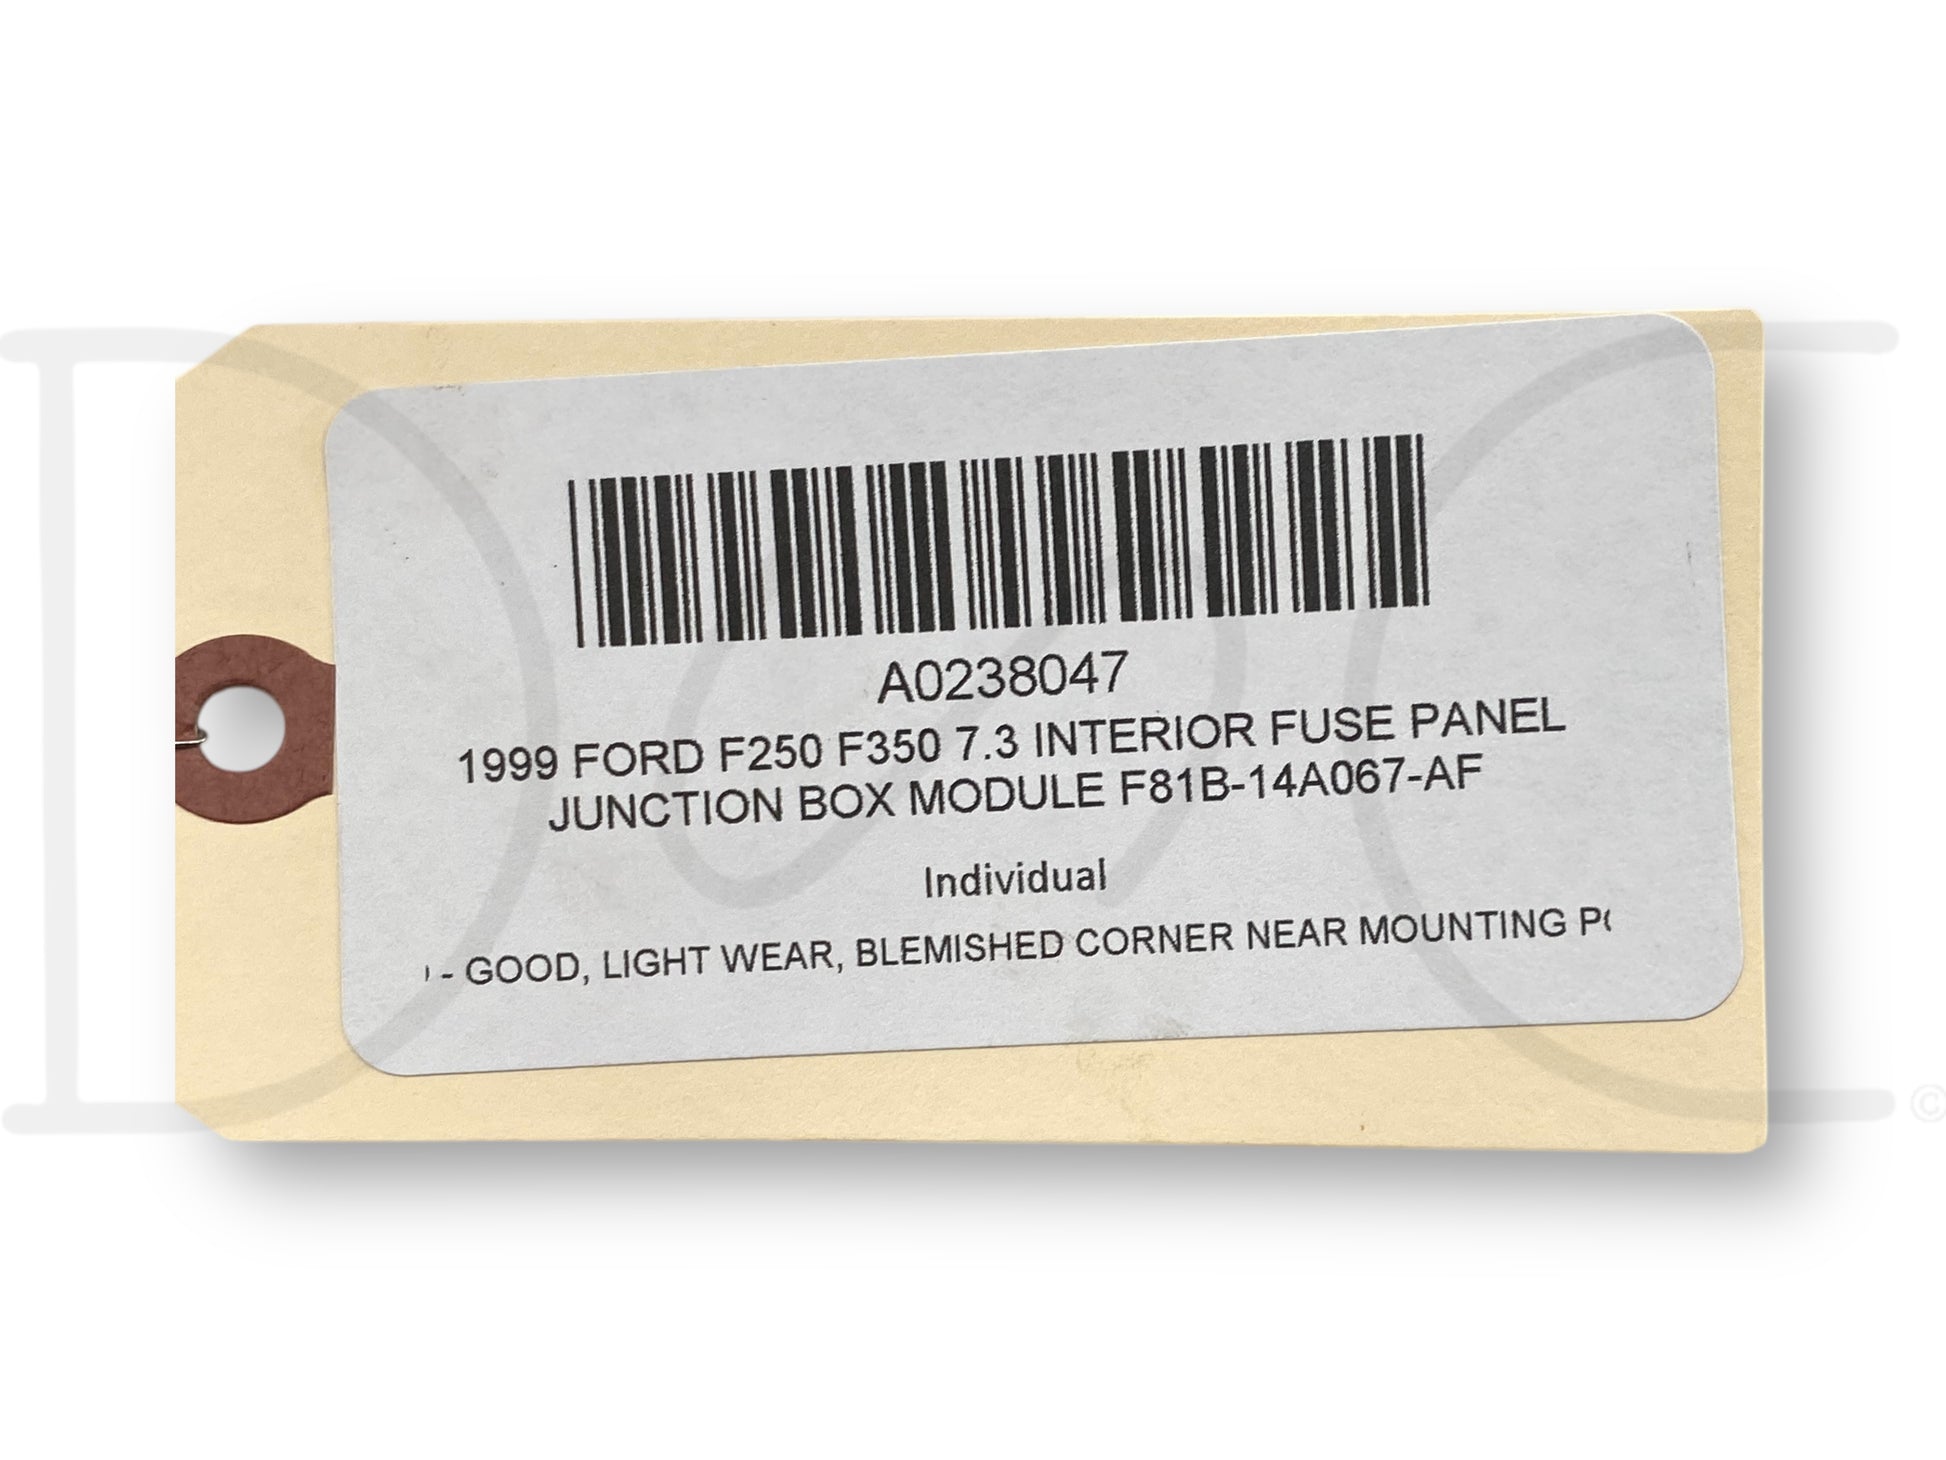 A0238047
1999 FORD F250 F350 7.3 INTERIOR FUSE PANEL
JUNCTION BOX MODULE F81B-14A067-AF
Individual
- GOOD, LIGHT WEAR, BLEMISHED CORNER NEAR MOUNTING
©